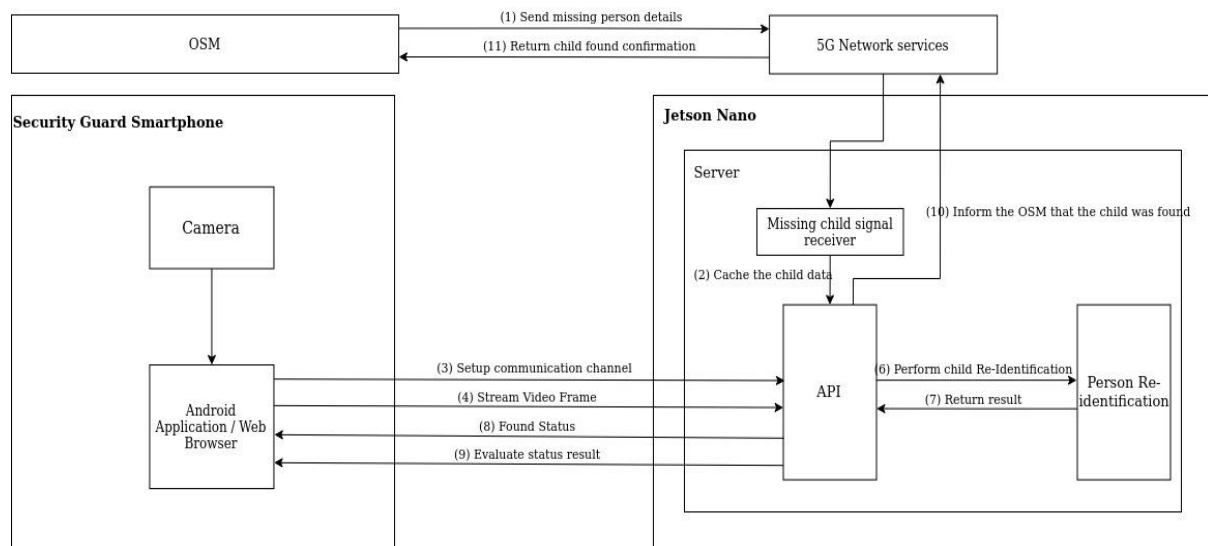 (1) Send missing person details
OSM
5G Network services
(11) Return child found confirmation
Security Guard Smartphone
Jetson Nano
Server
Camera
Missing child signal
receiver
(10) Inform the OSM that the child was found
(2) Cache the child data
(3) Setup communication channel
(4) Stream Video Frame
(8) Found Status
(9) Evaluate status result
Android
Application / Web
Browser
API
(6) Perform child Re-Identification
(7) Return result
Person Re-
identification